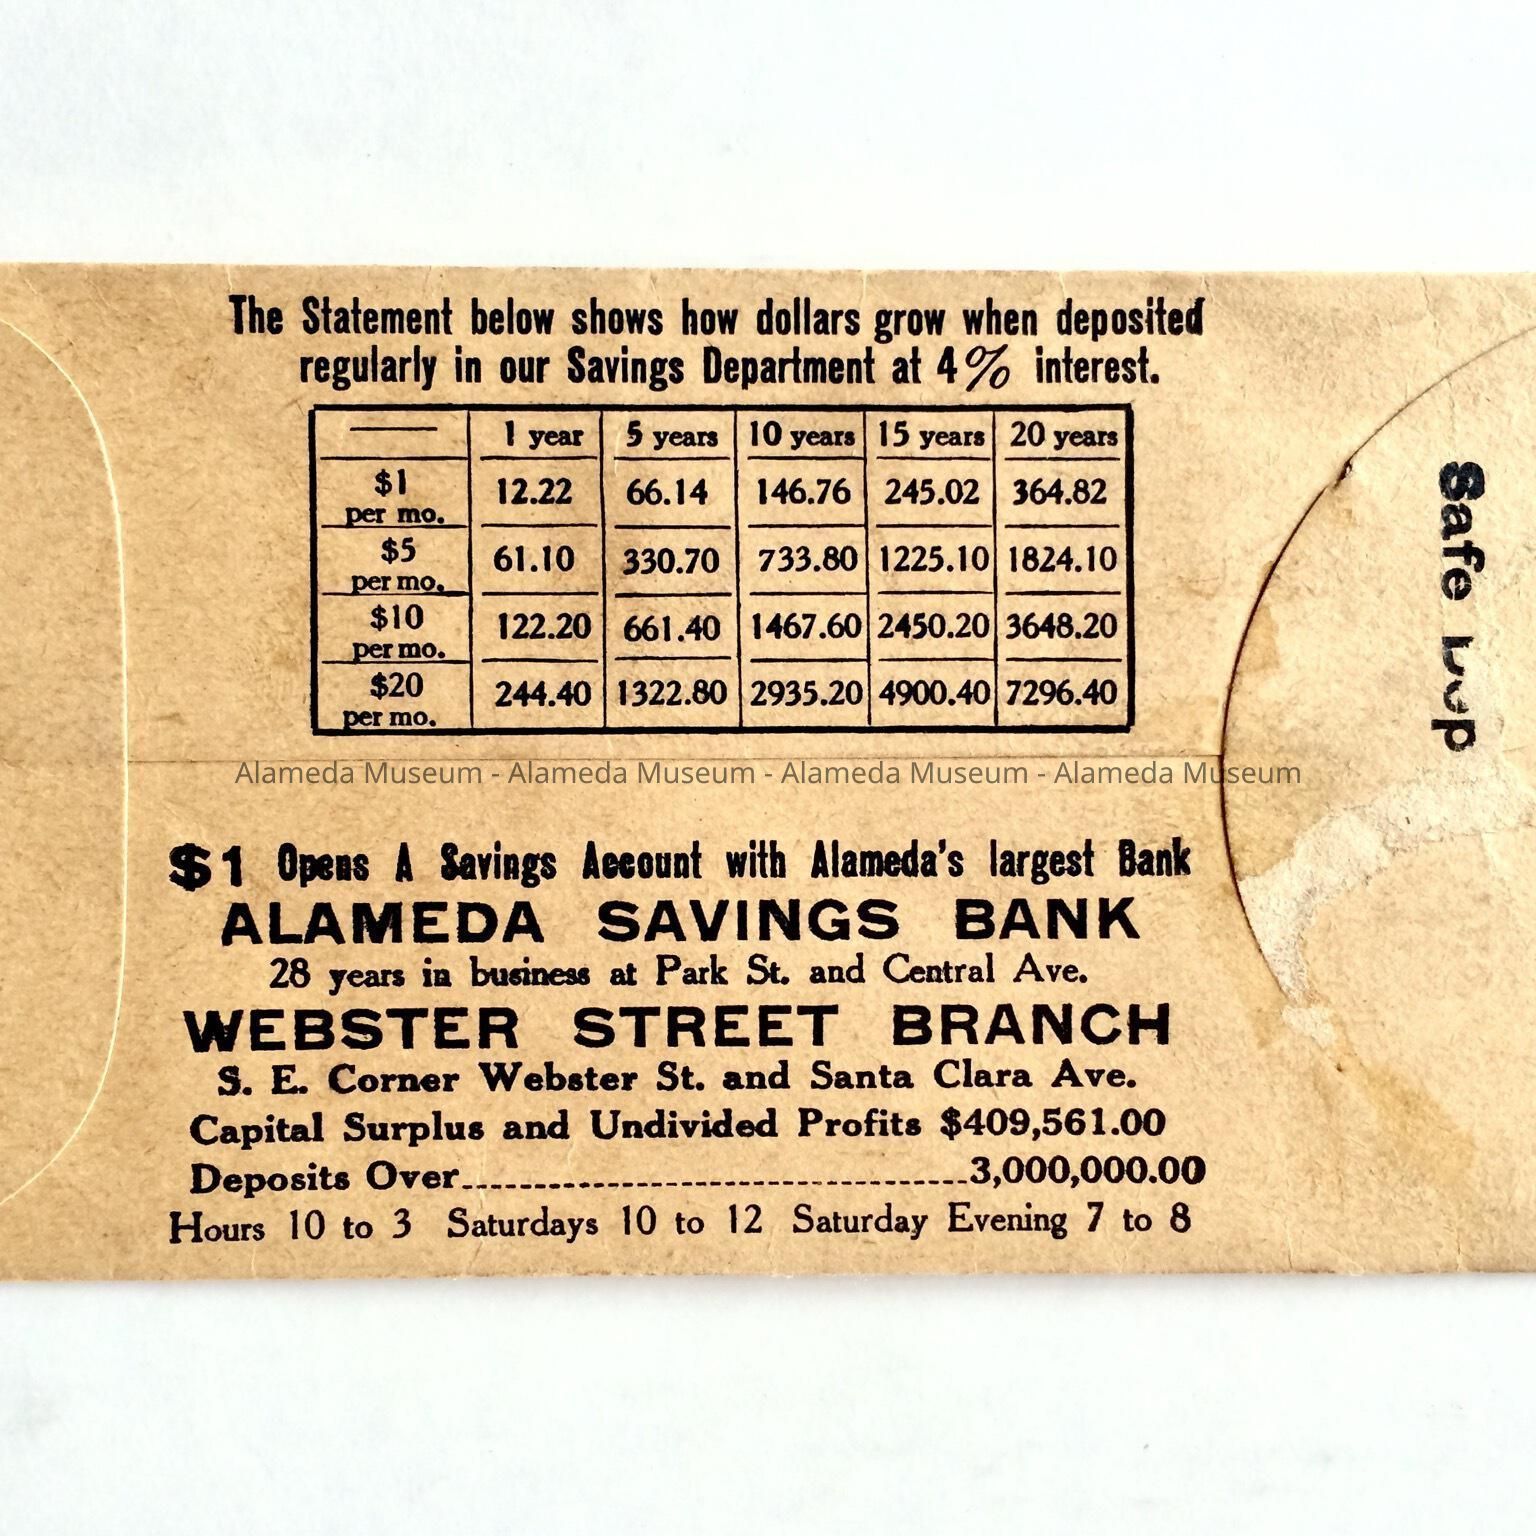 The Statement below shows how dollars grow when deposited
regularly in our Savings Department at 4% interest.
1 year 5 years 10 years 15 years 20 years
$1 per mo. 12.22 66.14 146.76 245.02 364.82
$5 per mo. 61.10 330.70 733.80 1225.10 1824.10
$10 per mo. 122.20 661.40 1467.60 2450.20 3648.20
$20 per mo. 244.40 1322.80 2935.20 4900.40 7296.40
Alameda Museum - Alameda Museum - Alameda Museum - Alameda Museum
$1 Opens A Savings Account with Alameda's largest Bank
ALAMEDA SAVINGS BANK
28 years in business at Park St. and Central Ave.
WEBSTER STREET BRANCH
S. E. Corner Webster St. and Santa Clara Ave.
Capital Surplus and Undivided Profits $409,561.00
Deposits Over 3,000,000.00
Hours 10 to 3 Saturdays 10 to 12 Saturday Evening 7 to 8
Safe